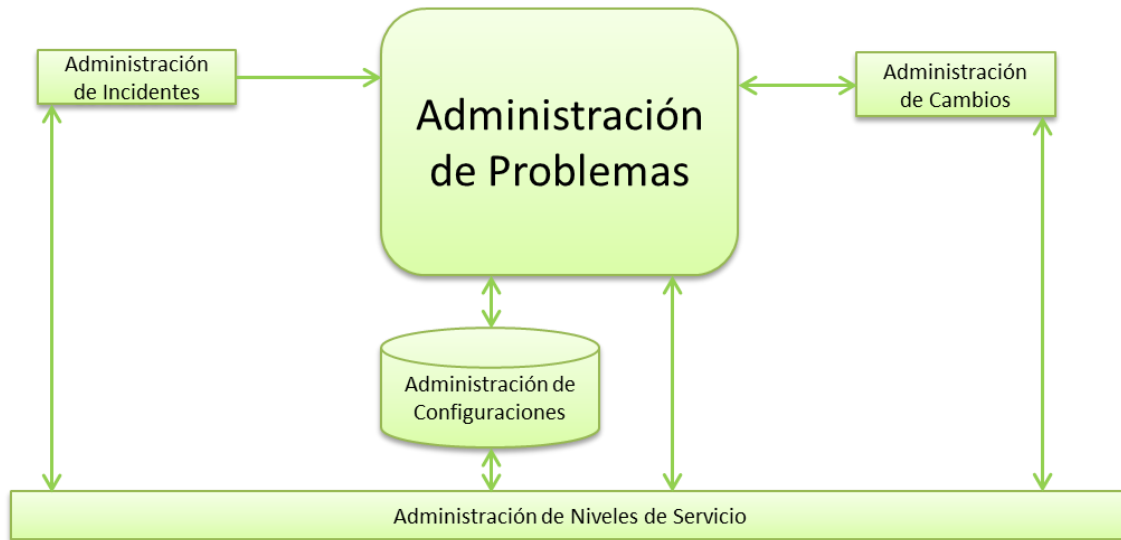 Administración
de Incidentes
Administración
de Problemas
Administración
de Cambios
Administración de
Configuraciones
Administración de Niveles de Servicio